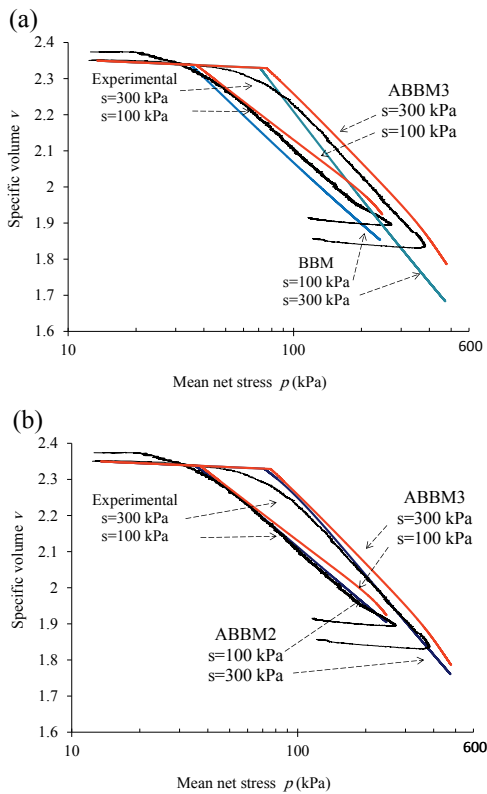 (a)
2.4
2.3
2.2
2.1
2
1.9
1.8
1.7
1.6
Specific volume v
Experimental
s=300 kPa
s=100 kPa
ABBM3
s=300 kPa
s=100 kPa
BBM
s=100 kPa
s=300 kPa
10
100
600
Mean net stress p (kPa)
(b)
2.4
2.3
2.2
2.1
2
1.9
1.8
1.7
1.6
Specific volume v
Experimental
s=300 kPa
s=100 kPa
ABBM3
s=300 kPa
s=100 kPa
ABBM2
s=100 kPa
s=300 kPa
10
100
600
Mean net stress p (kPa)